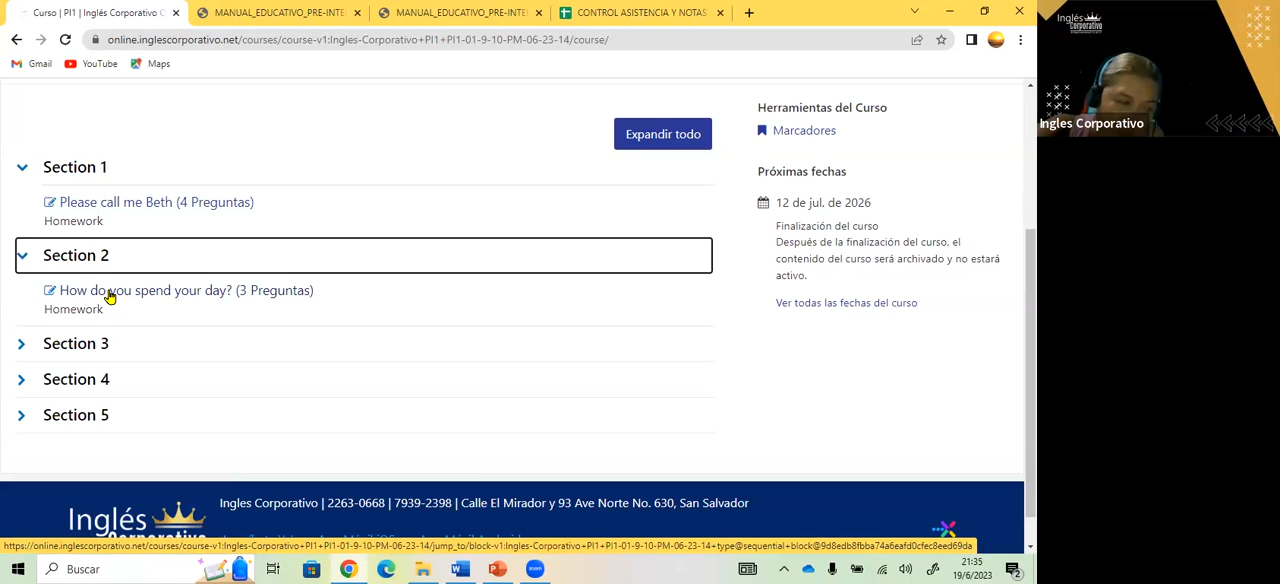 Curso | PI1 | Inglés Corporativo C
MANUAL_EDUCATIVO_PRE-INTE
MANUAL_EDUCATIVO_PRE-INTE
CONTROL ASISTENCIA Y NOTAS
online.inglescorporativo.net/courses/course-v1:Ingles-Corporativo+PI1+PI1-01-9-10-PM-06-23-14/course/
Gmail
YouTube
Maps
Expandir todo
Section 1
Please call me Beth (4 Preguntas)
Homework
Section 2
How do you spend your day? (3 Preguntas)
Homework
Section 3
Section 4
Section 5
Herramientas del Curso
Marcadores
Próximas fechas
12 de jul. de 2026
Finalización del curso
Después de la finalización del curso, el
contenido del curso será archivado y no estará
activo.
Ver todas las fechas del curso
Inglés
Ingles Corporativo | 2263-0668 | 7939-2398 | Calle El Mirador y 93 Ave Norte No. 630, San Salvador
https://online.inglescorporativo.net/courses/course-v1:Ingles-Corporativo+PI1+PI1-01-9-10-PM-06-23-14/jump_to/block-v1:Ingles-Corporativo+PI1+PI1-01-9-10-PM-06-23-14+type@sequential+block@9d8edb8fbba74a6eafd0cfec8eed69da
Buscar
21:35
19/6/2023
2
Inglés
Corporativo
Ingles Corporativo